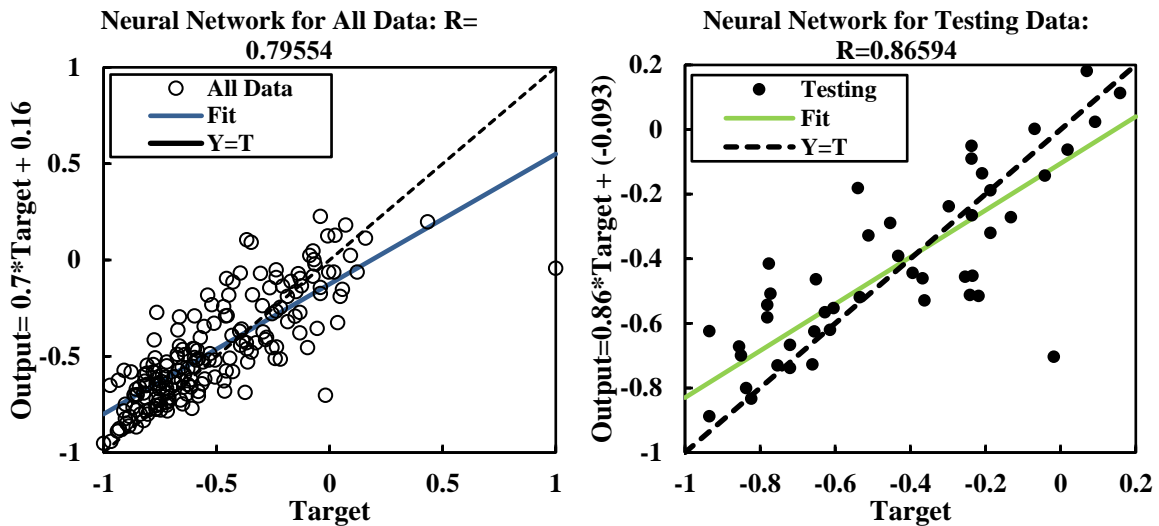 Neural Network for All Data: R=
0.79554
Output= 0.7*Target + 0.16
1
0.5
0
-0.5
-1
All Data
Fit
Y=T
-1
-0.5
0
0.5
1
Target
Neural Network for Testing Data:
R=0.86594
Output=0.86*Target + (-0.093)
0.2
0
-0.2
-0.4
-0.6
-0.8
-1
Testing
Fit
Y=T
-1
-0.8
-0.6
-0.4
-0.2
0
0.2
Target